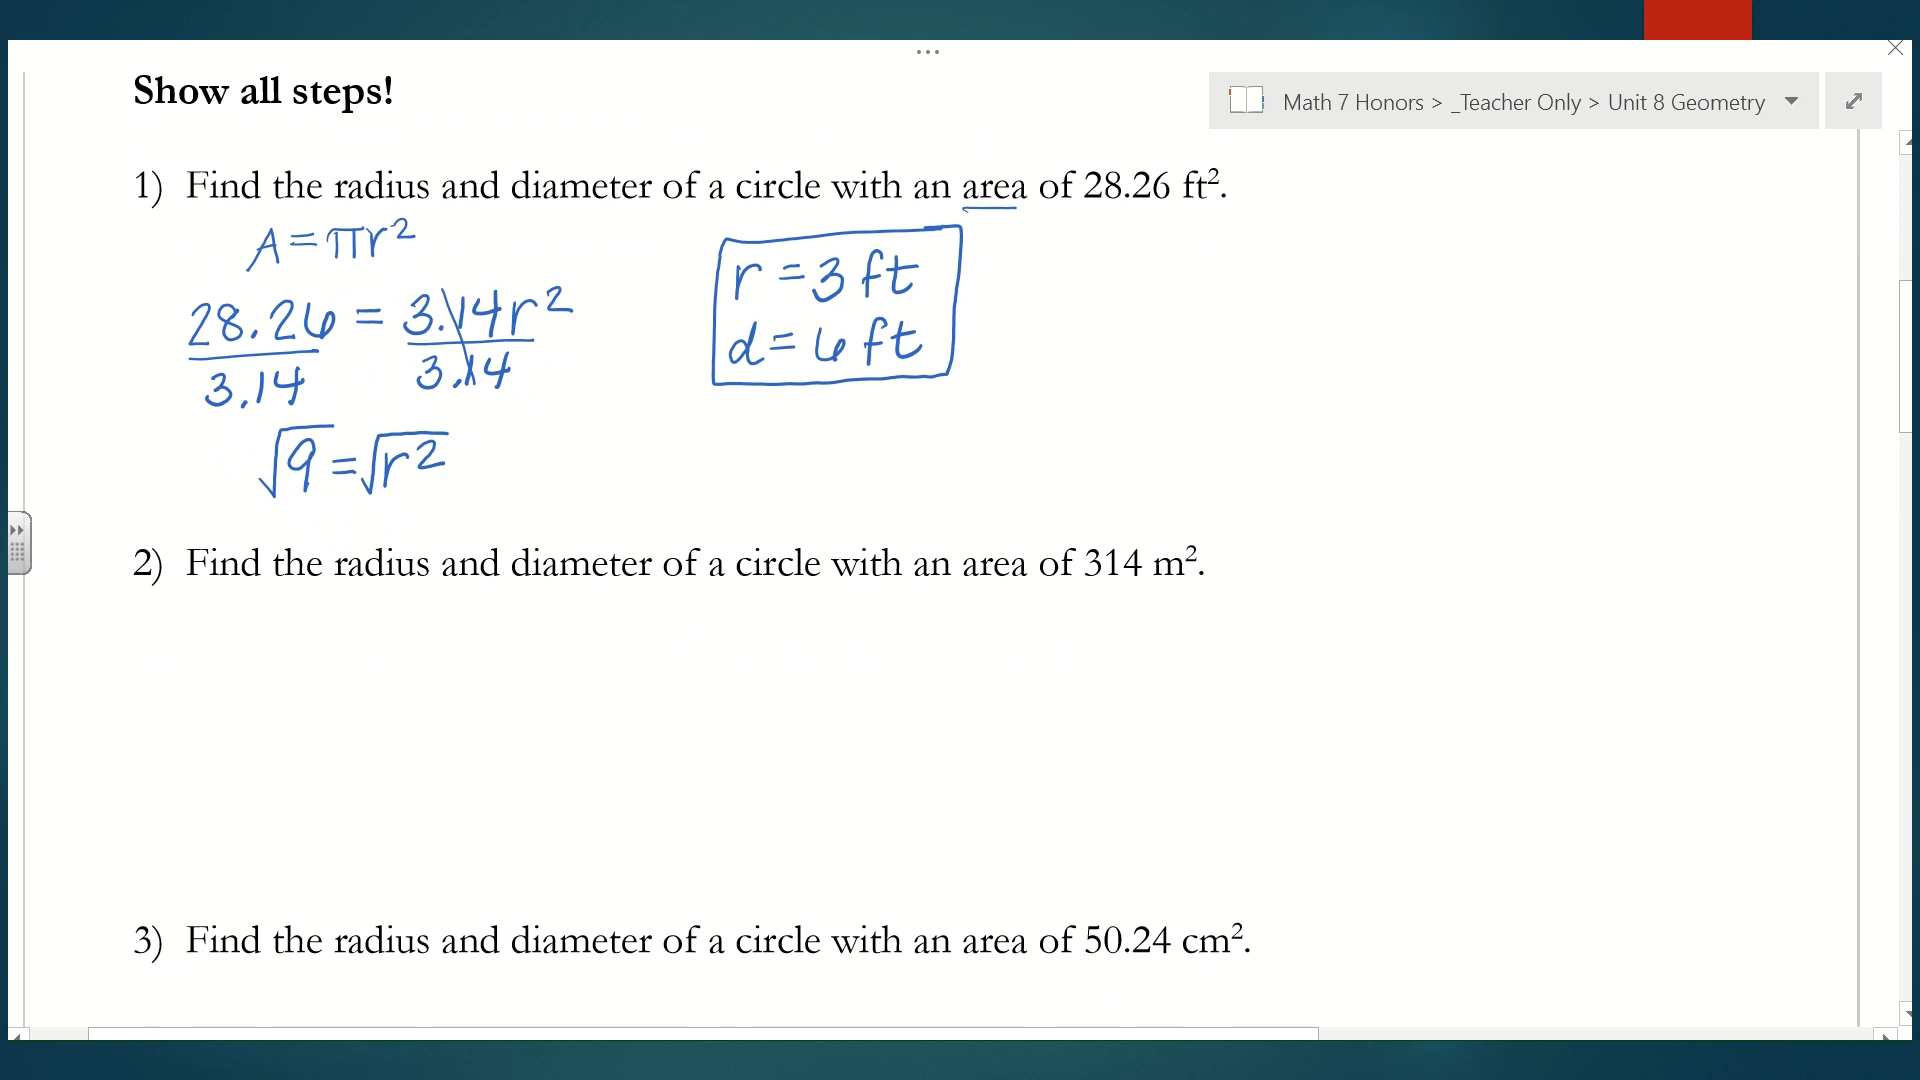 Show all steps!
Math 7 Honors > _Teacher Only > Unit 8 Geometry
1) Find the radius and diameter of a circle with an area of 28.26 ft².
A = πr²
28.26 = 3.14r²
3.14 3.14
√9 = √r²
r = 3 ft
d = 6 ft
2) Find the radius and diameter of a circle with an area of 314 m².
3) Find the radius and diameter of a circle with an area of 50.24 cm².